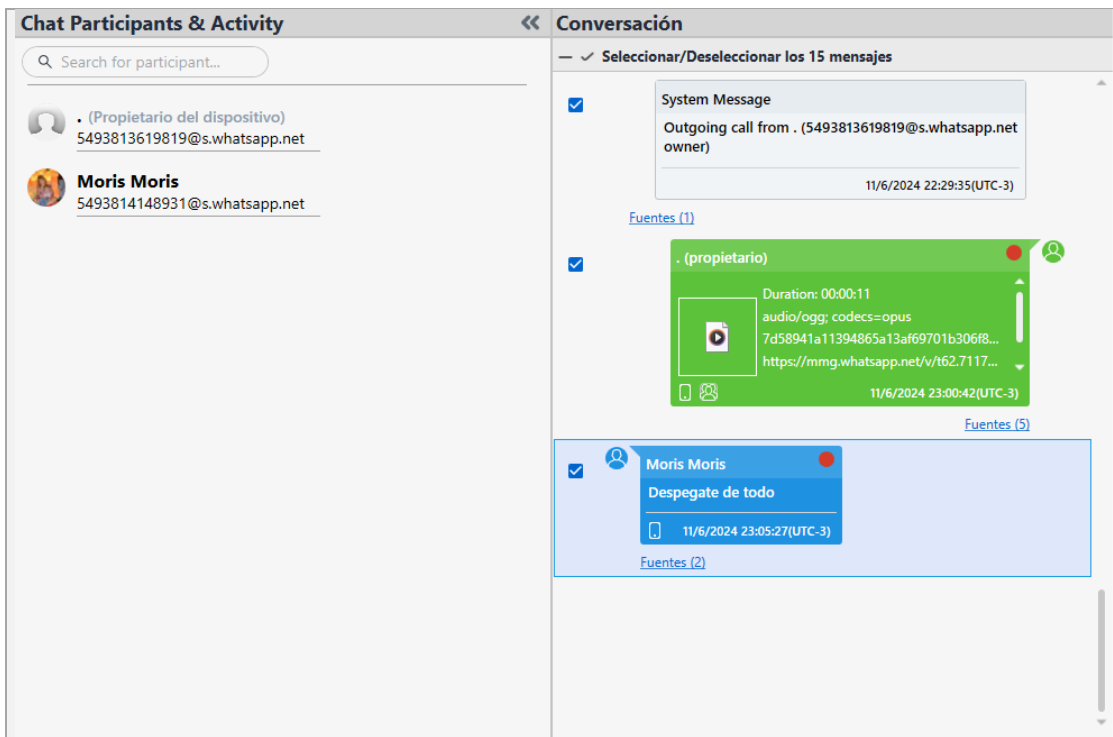 Chat Participants & Activity
Search for participant...
. (Propietario del dispositivo)
5493813619819@s.whatsapp.net
Moris Moris
5493814148931@s.whatsapp.net
Conversación
Seleccionar/Deseleccionar los 15 mensajes
System Message
Outgoing call from . (5493813619819@s.whatsapp.net
owner)
11/6/2024 22:29:35(UTC-3)
Fuentes (1)
. (propietario)
Duration: 00:00:11
audio/ogg; codecs=opus
7d58941a11394865a13af69701b306f8...
https://mmg.whatsapp.net/v/t62.7117...
11/6/2024 23:00:42(UTC-3)
Fuentes (5)
Moris Moris
Despegate de todo
11/6/2024 23:05:27(UTC-3)
Fuentes (2)